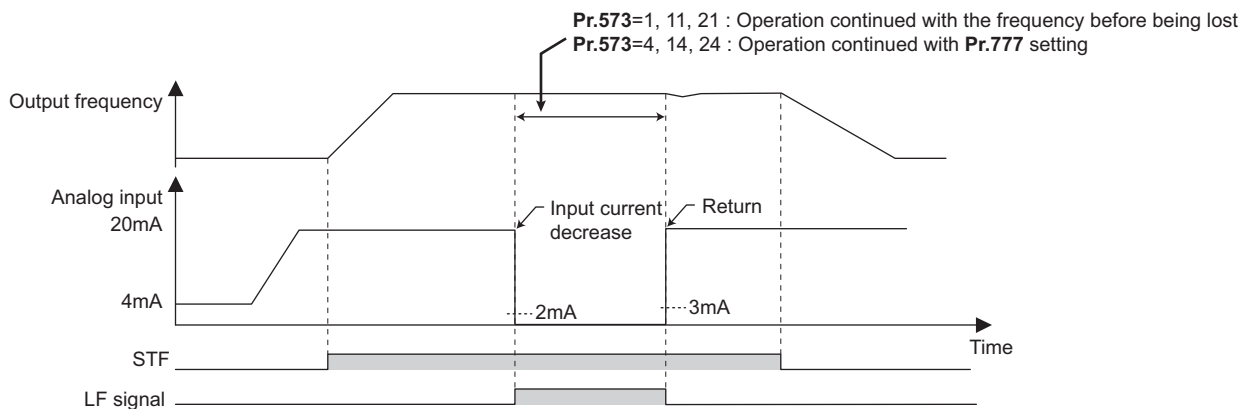 Pr.573=1, 11, 21 : Operation continued with the frequency before being lost
Pr.573=4, 14, 24 : Operation continued with Pr.777 setting
Output frequency
Analog input
20mA
Input current
decrease
Return
4mA
2mA
3mA
Time
STF
LF signal